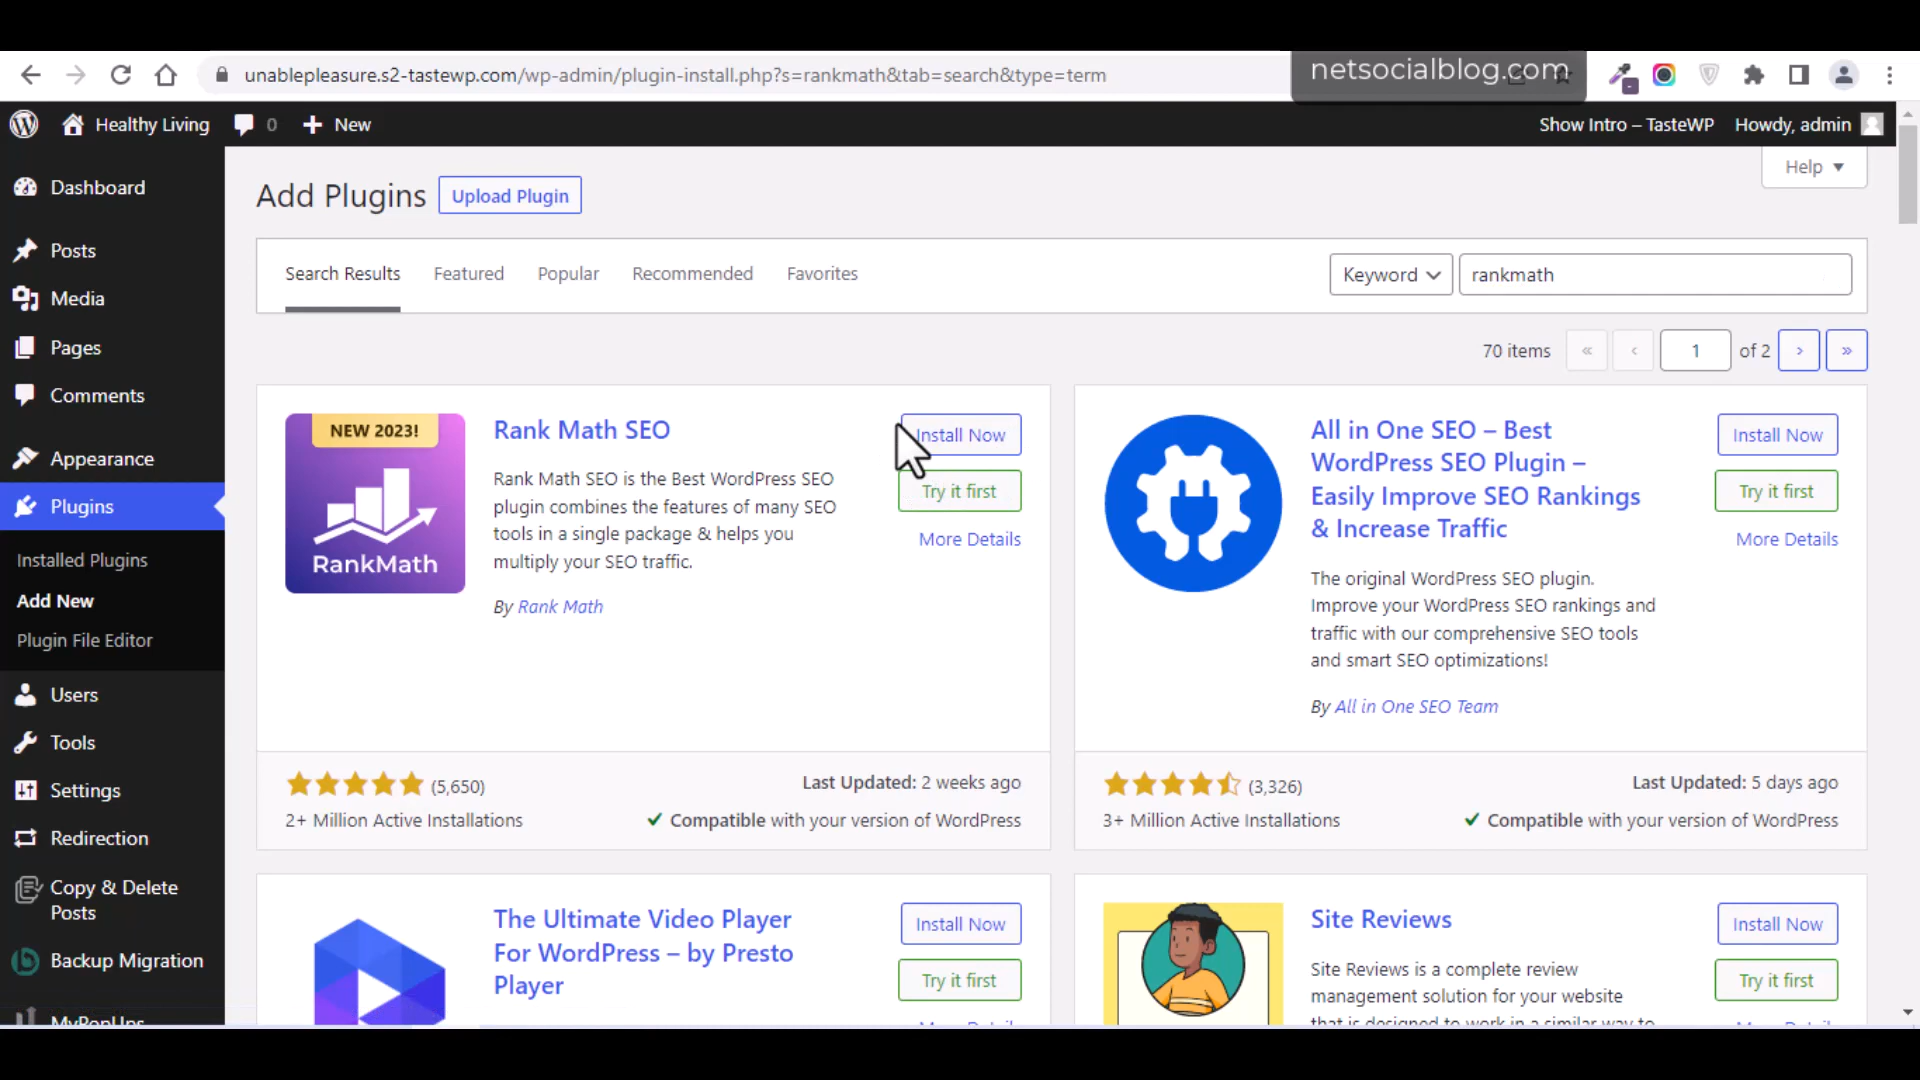 unablepleasure.s2-tastewp.com/wp-admin/plugin-install.php?s=rankmath&tab=search&type=term
netsocialblog.com
Healthy Living
0
New
Show Intro – TasteWP
Howdy, admin
Dashboard
Posts
Media
Pages
Comments
Appearance
Plugins
Installed Plugins
Add New
Plugin File Editor
Users
Tools
Settings
Redirection
Copy & Delete
Posts
Backup Migration
MyPopUps
Help
Add Plugins
Upload Plugin
Search Results
Featured
Popular
Recommended
Favorites
Keyword
rankmath
70 items
«
‹
1
of 2
›
»
NEW 2023!
RankMath
Rank Math SEO
Rank Math SEO is the Best WordPress SEO
plugin combines the features of many SEO
tools in a single package & helps you
multiply your SEO traffic.
By Rank Math
Install Now
Try it first
More Details
(5,650)
2+ Million Active Installations
Last Updated: 2 weeks ago
Compatible with your version of WordPress
All in One SEO – Best
WordPress SEO Plugin –
Easily Improve SEO Rankings
& Increase Traffic
The original WordPress SEO plugin.
Improve your WordPress SEO rankings and
traffic with our comprehensive SEO tools
and smart SEO optimizations!
By All in One SEO Team
Install Now
Try it first
More Details
(3,326)
3+ Million Active Installations
Last Updated: 5 days ago
Compatible with your version of WordPress
The Ultimate Video Player
For WordPress – by Presto
Player
Install Now
Try it first
Site Reviews
Site Reviews is a complete review
management solution for your website
that is designed to work in a similar way to
Install Now
Try it first